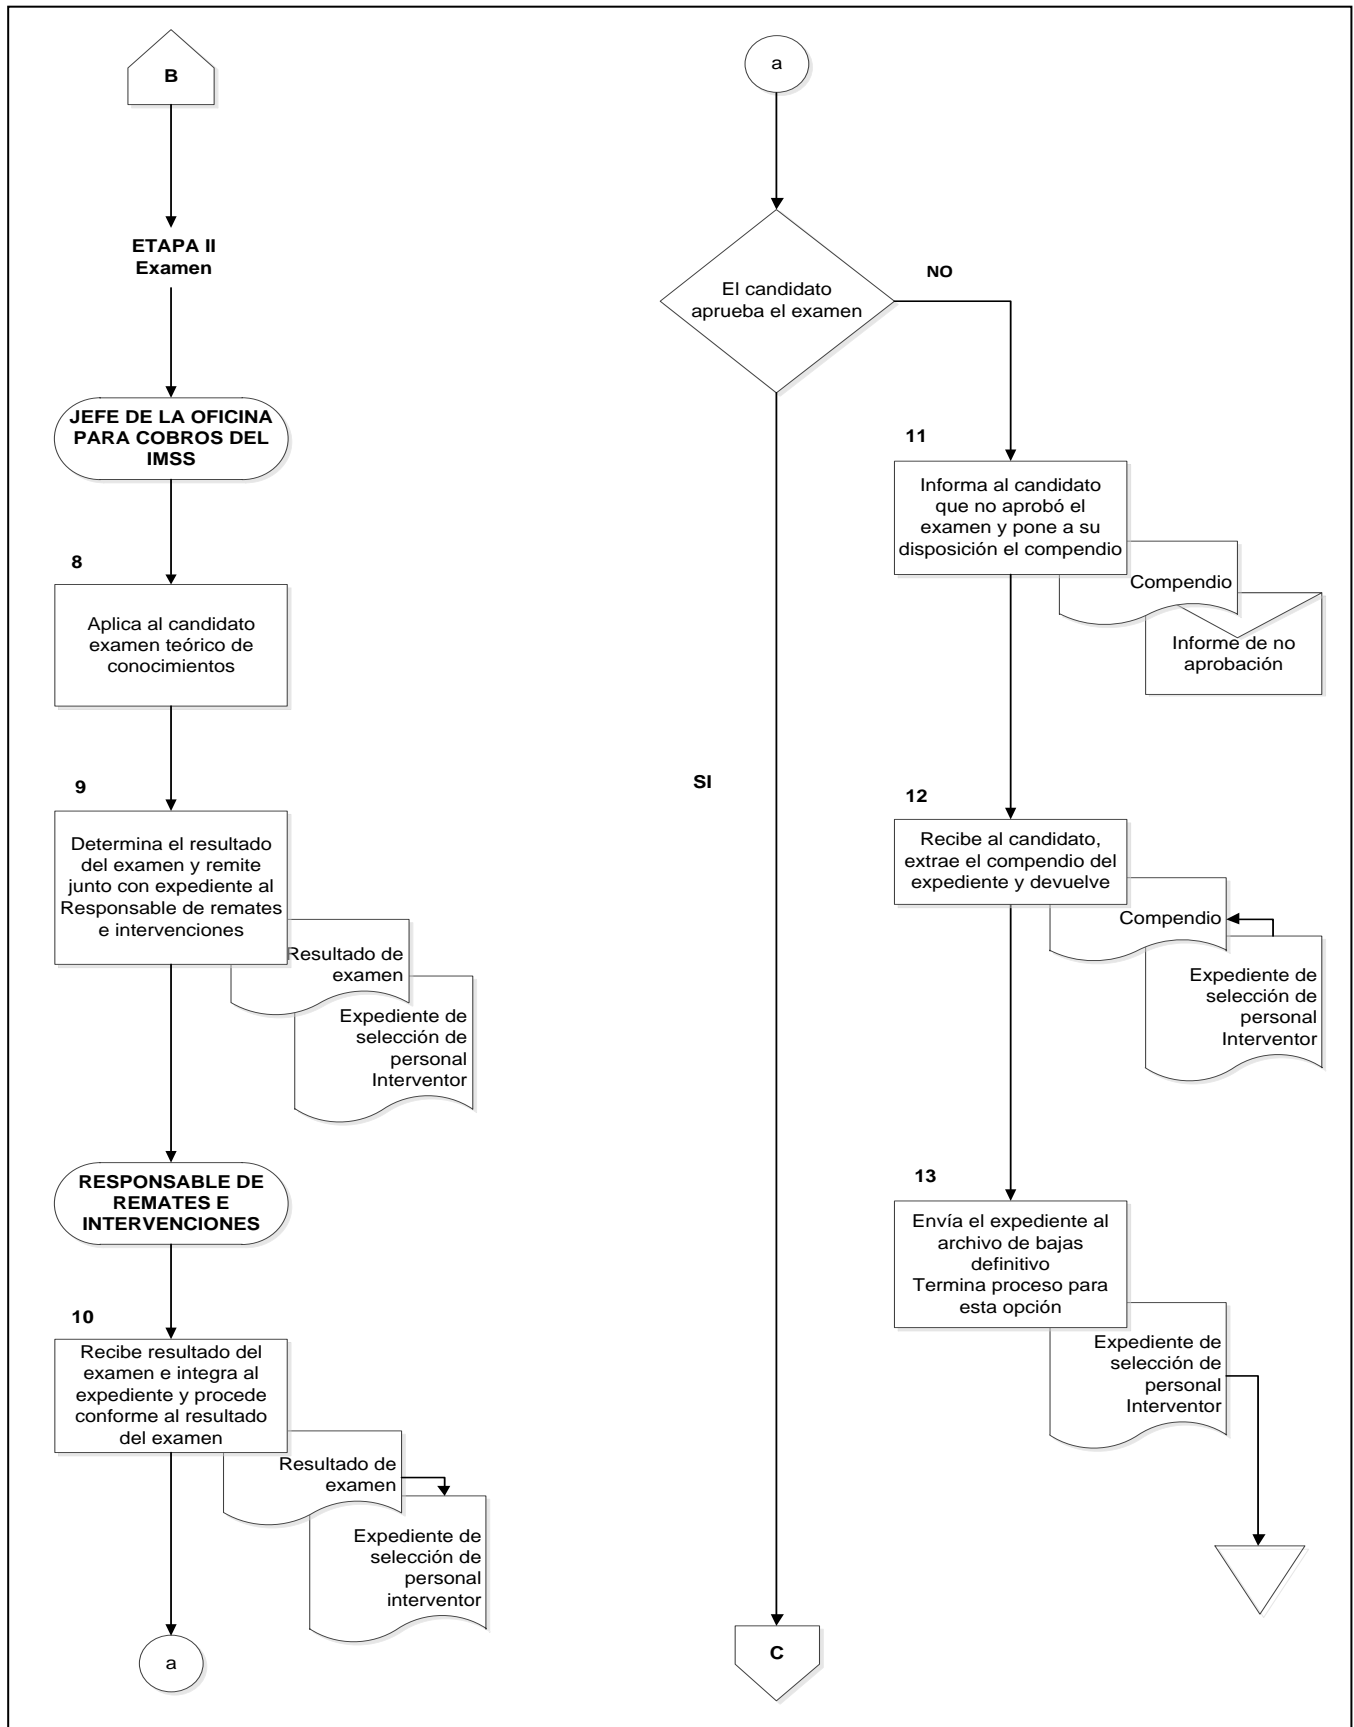 B
ETAPA II
Examen
JEFE DE LA OFICINA
PARA COBROS DEL
IMSS
8
Aplica al candidato
examen teórico de
conocimientos
9
Determina el resultado
del examen y remite
junto con expediente al
Responsable de remates
e intervenciones
Resultado de
examen
Expediente de
selección de
personal
Interventor
RESPONSABLE DE
REMATES E
INTERVENCIONES
10
Recibe resultado del
examen e integra al
expediente y procede
conforme al resultado
del examen
Resultado de
examen
Expediente de
selección de
personal
interventor
a
a
El candidato
aprueba el examen
NO
SI
11
Informa al candidato
que no aprobó el
examen y pone a su
disposición el compendio
Compendio
Informe de no
aprobación
12
Recibe al candidato,
extrae el compendio del
expediente y devuelve
Compendio
Expediente de
selección de
personal
Interventor
13
Envía el expediente al
archivo de bajas
definitivo
Termina proceso para
esta opción
Expediente de
selección de
personal
Interventor
C